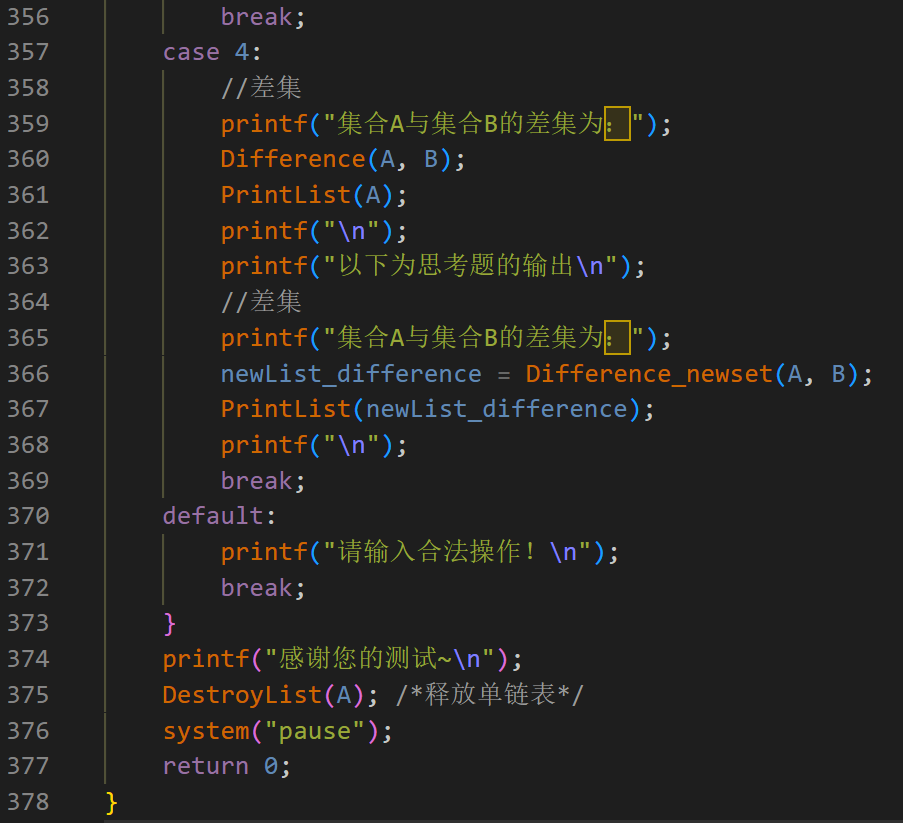 356 break;
357 case 4:
358 //差集
359 printf("集合A与集合B的差集为：");
360 Difference(A, B);
361 PrintList(A);
362 printf("\n");
363 printf("以下为思考题的输出\n");
364 //差集
365 printf("集合A与集合B的差集为：");
366 newList_difference = Difference_newset(A, B);
367 PrintList(newList_difference);
368 printf("\n");
369 break;
370 default:
371 printf("请输入合法操作！\n");
372 break;
373 }
374 printf("感谢您的测试~\n");
375 DestroyList(A); /*释放单链表*/
376 system("pause");
377 return 0;
378 }